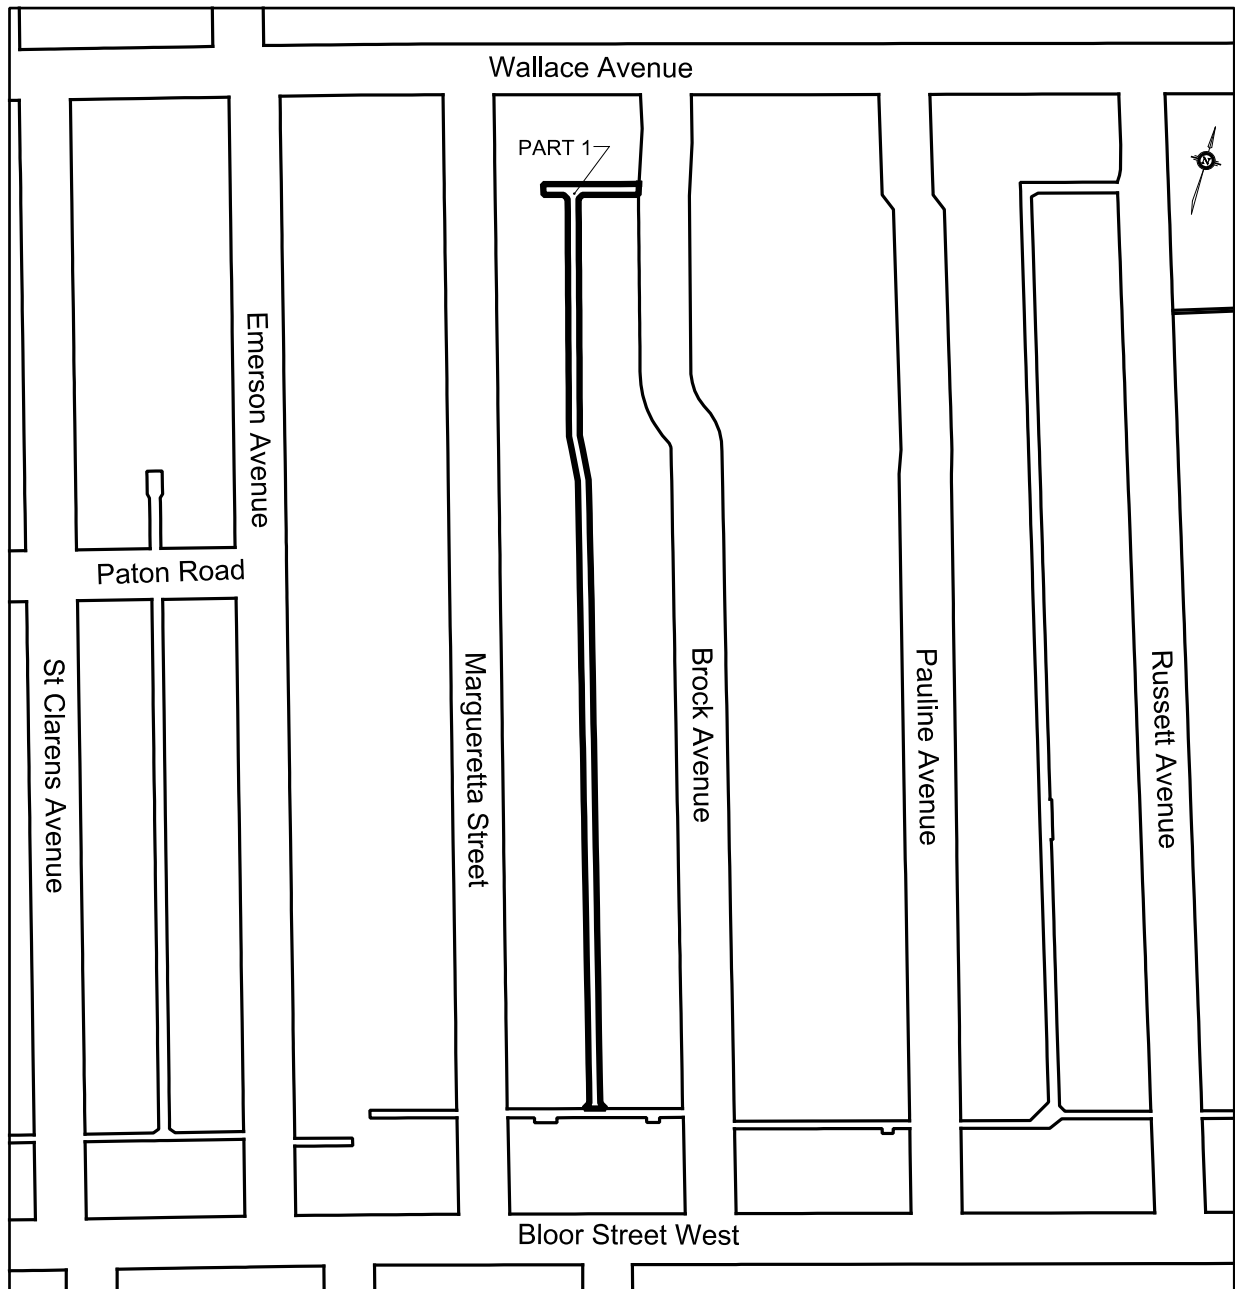 Wallace Avenue
PART 1
N
Emerson Avenue
Paton Road
St Clarens Avenue
Margueretta Street
Brock Avenue
Pauline Avenue
Russett Avenue
Bloor Street West